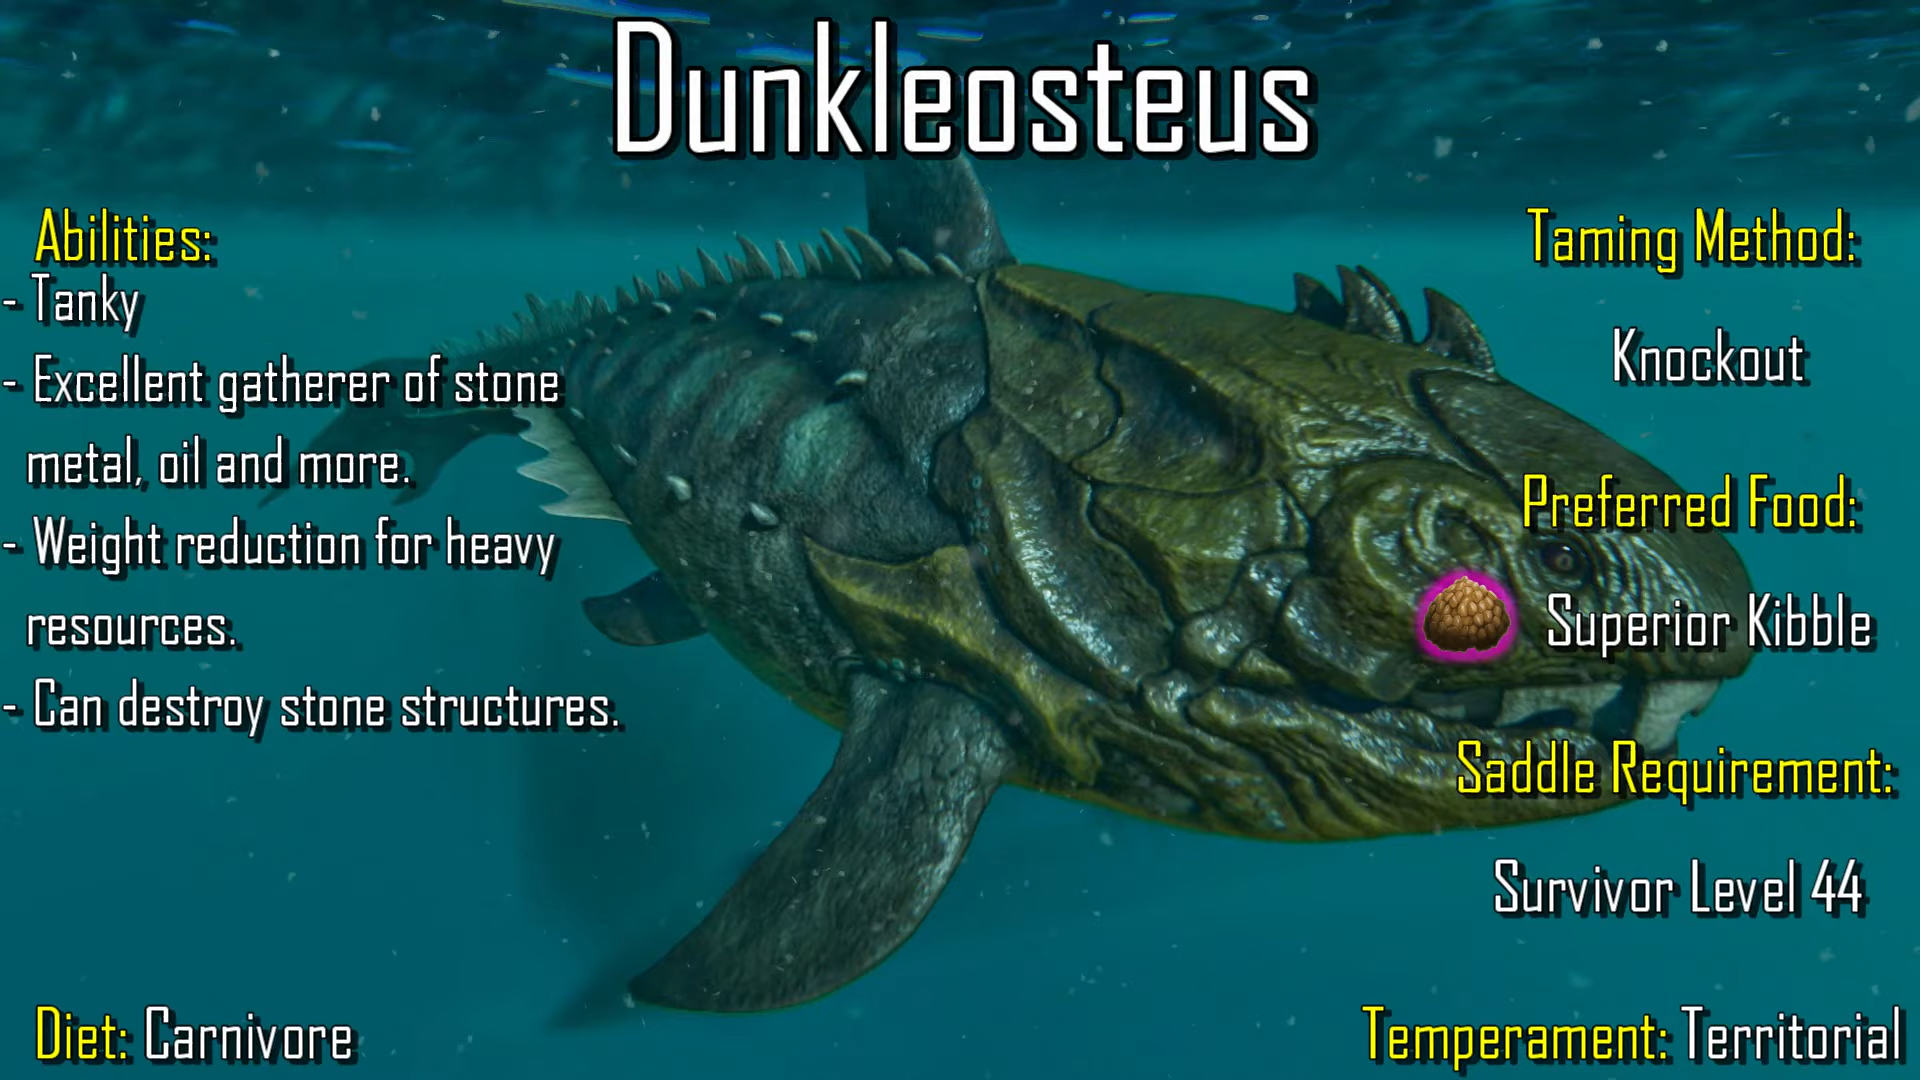 Dunkleosteus
Abilities:
- Tanky
- Excellent gatherer of stone
metal, oil and more.
- Weight reduction for heavy
resources.
- Can destroy stone structures.
Diet: Carnivore
Taming Method:
Knockout
Preferred Food:
Superior Kibble
Saddle Requirement:
Survivor Level 44
Temperament: Territorial